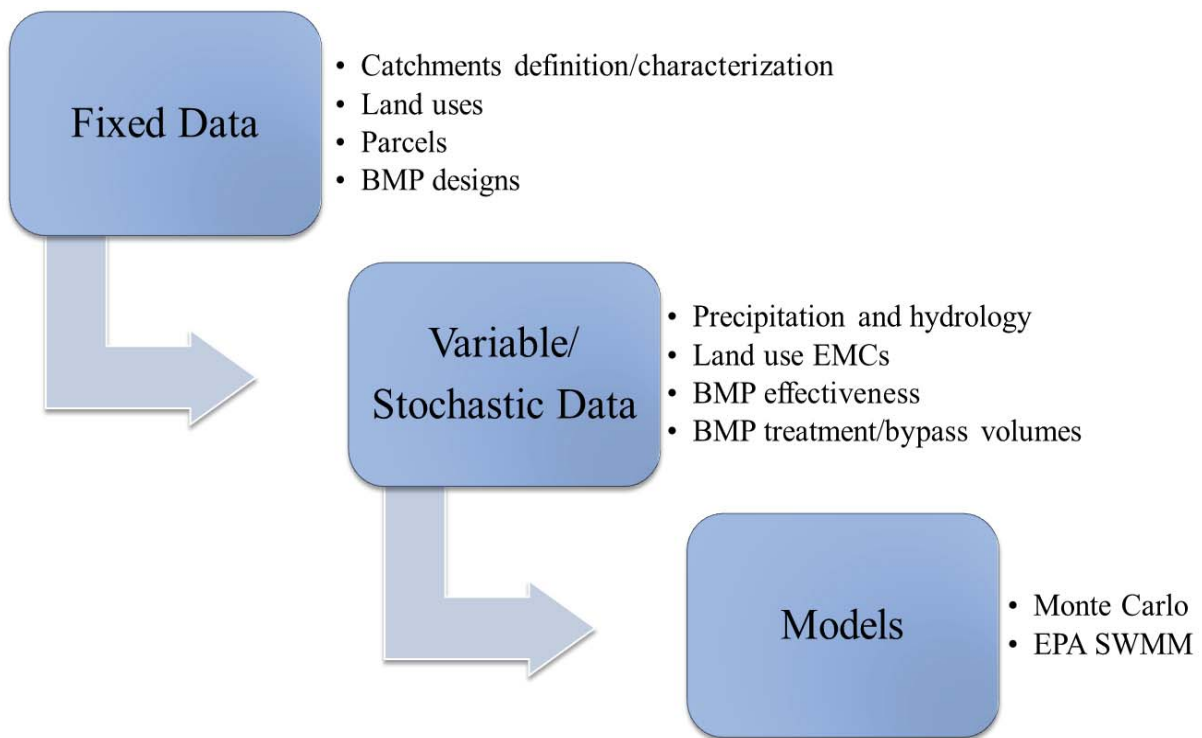 Fixed Data
• Catchments definition/characterization
• Land uses
• Parcels
• BMP designs
Variable/
Stochastic Data
• Precipitation and hydrology
• Land use EMCs
• BMP effectiveness
• BMP treatment/bypass volumes
Models
• Monte Carlo
• EPA SWMM